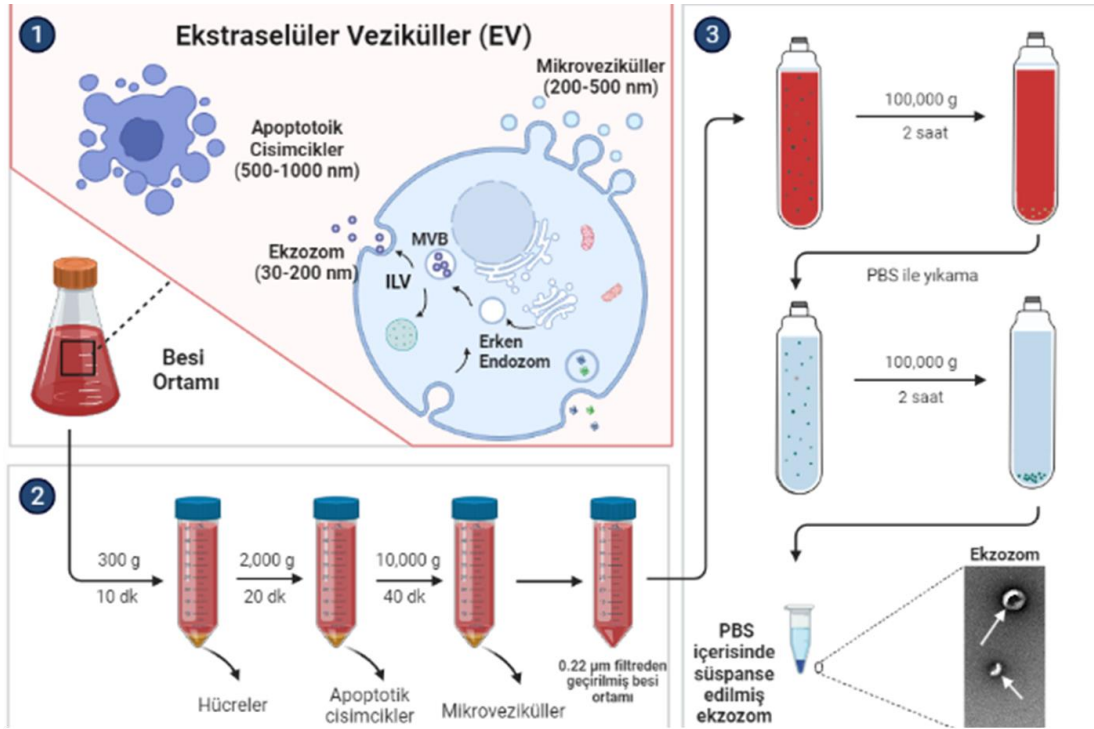 1
Ekstraselüler Veziküller (EV)
Mikroveziküller
(200-500 nm)
Apoptotoik
Cisimcikler
(500-1000 nm)
Ekzozom
(30-200 nm)
MVB
ILV
Erken
Endozom
Besi
Ortamı
2
300 g
10 dk
2,000 g
20 dk
10,000 g
40 dk
Hücreler
Apoptotik
cisimcikler
Mikroveziküller
0.22 µm filtreden
geçirilmiş besi
ortamı
3
100,000 g
2 saat
PBS ile yıkama
100,000 g
2 saat
PBS
içerisinde
süspanse
edilmiş
ekzozom
Ekzozom